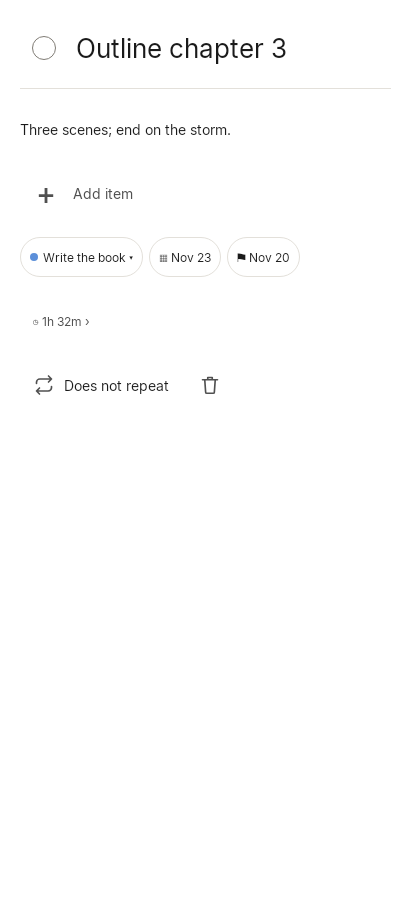 Outline chapter 3
Three scenes; end on the storm.
Add item
Write the book
Nov 23
Nov 20
1h 32m
Does not repeat